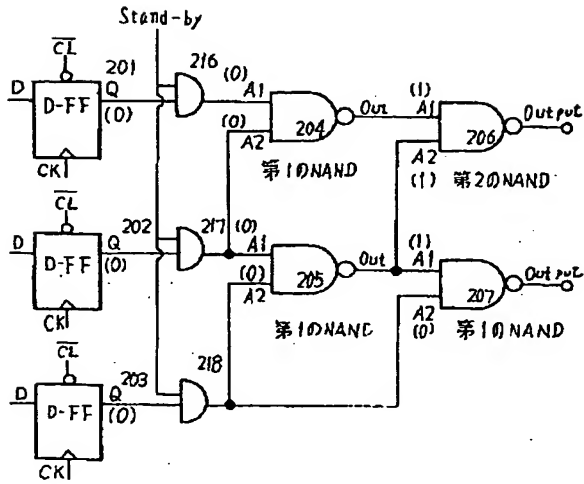 Stand-by
CL
D
D-FF
Q
201
(0)
CK
216
(0)
A1
(0)
A2
204
Out
第1のNAND
(1)
A1
A2
(1)
206
Output
第2のNAND
CL
D
D-FF
Q
202
(0)
CK
217
(0)
A1
(0)
A2
205
Out
第1のNAND
(1)
A1
A2
(0)
207
Output
第1のNAND
CL
D
D-FF
Q
203
(0)
CK
218